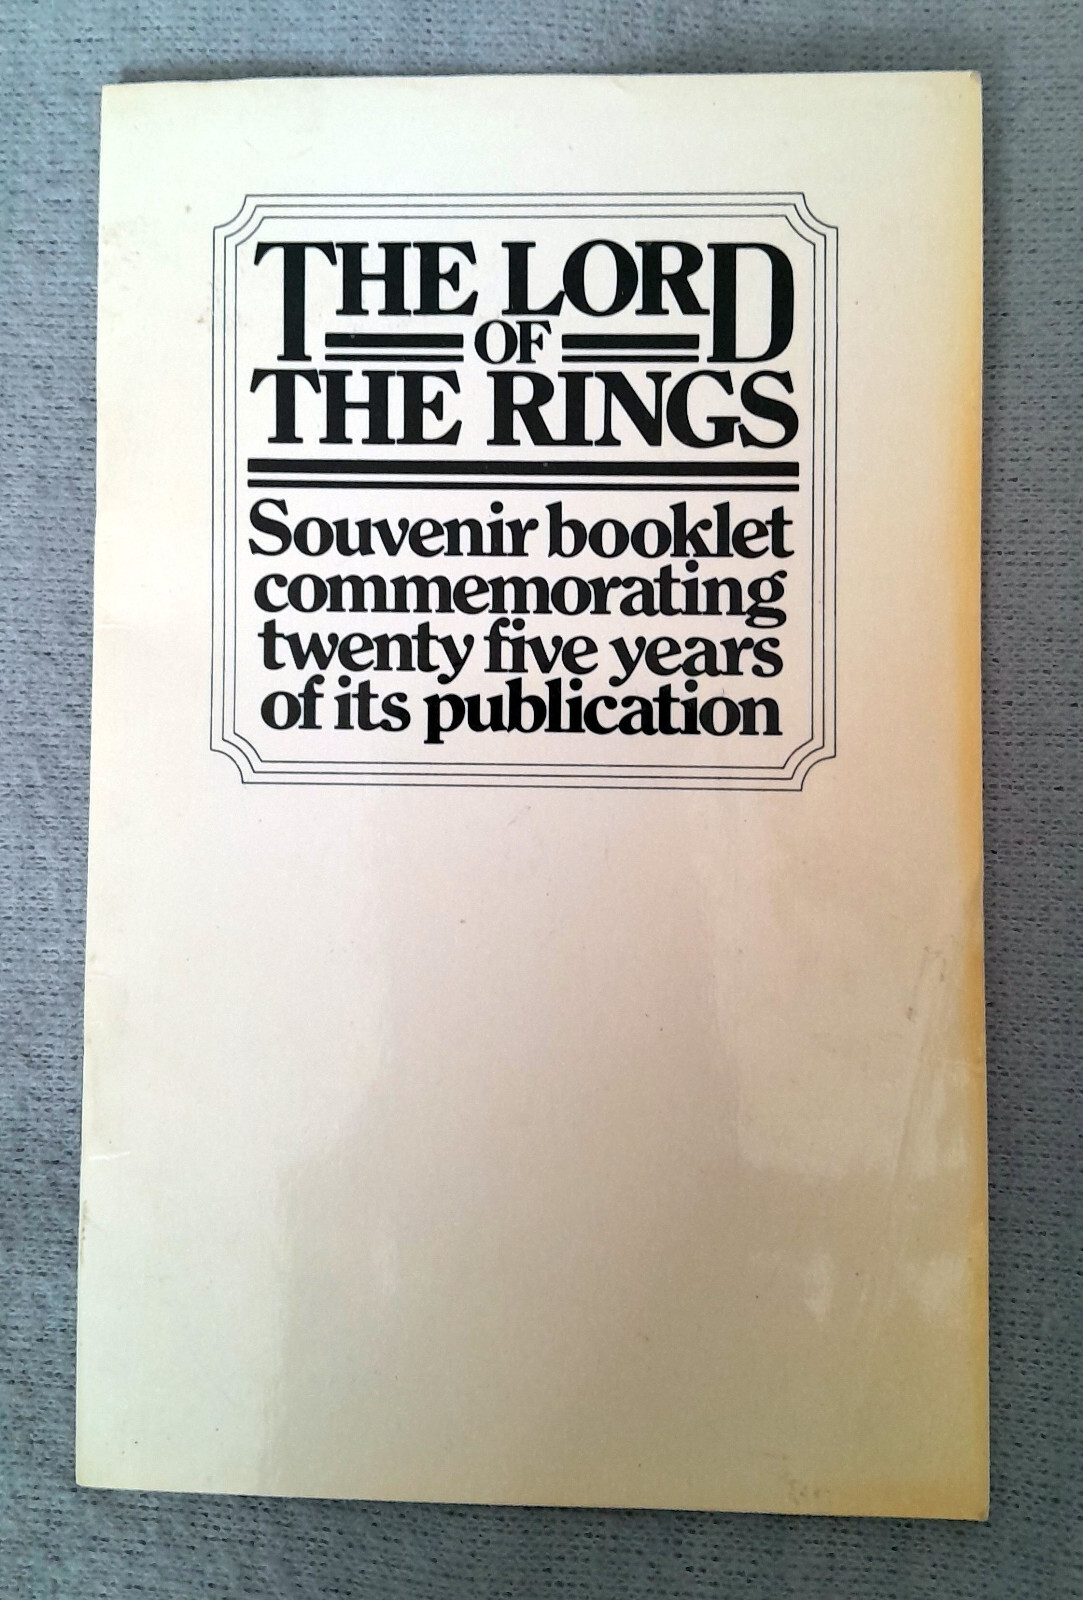 THE LORD
OF
THE RINGS
Souvenir booklet
commemorating
twenty five years
of its publication